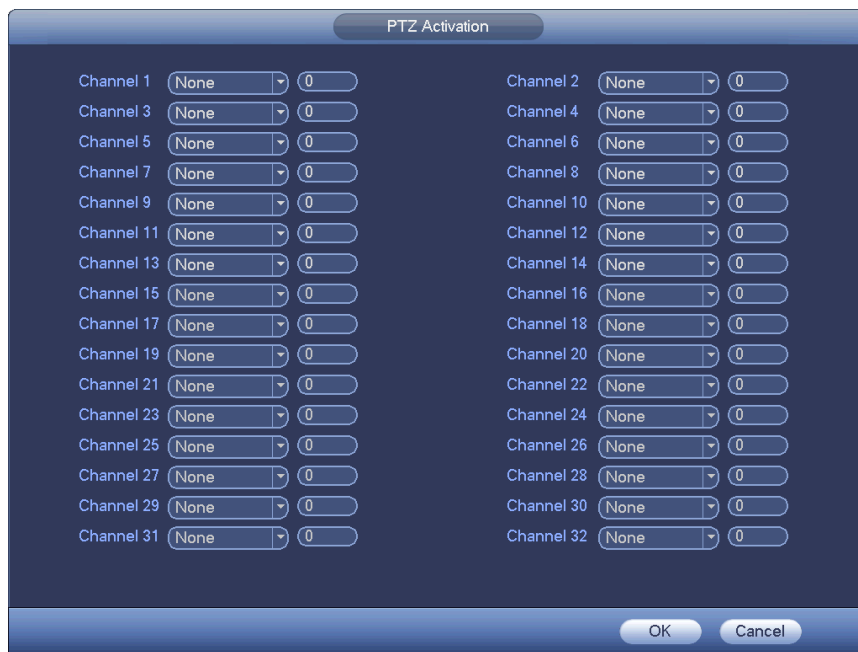 PTZ Activation
Channel 1 None 0 Channel 2 None 0
Channel 3 None 0 Channel 4 None 0
Channel 5 None 0 Channel 6 None 0
Channel 7 None 0 Channel 8 None 0
Channel 9 None 0 Channel 10 None 0
Channel 11 None 0 Channel 12 None 0
Channel 13 None 0 Channel 14 None 0
Channel 15 None 0 Channel 16 None 0
Channel 17 None 0 Channel 18 None 0
Channel 19 None 0 Channel 20 None 0
Channel 21 None 0 Channel 22 None 0
Channel 23 None 0 Channel 24 None 0
Channel 25 None 0 Channel 26 None 0
Channel 27 None 0 Channel 28 None 0
Channel 29 None 0 Channel 30 None 0
Channel 31 None 0 Channel 32 None 0
OK Cancel